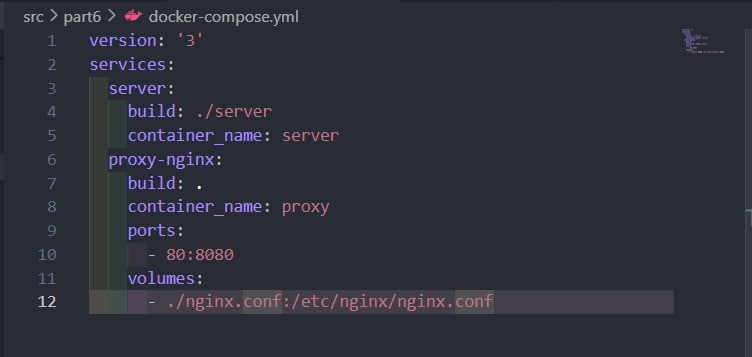 src > part6 > docker-compose.yml
1 version: '3'
2 services:
3   server:
4     build: ./server
5     container_name: server
6   proxy-nginx:
7     build: .
8     container_name: proxy
9     ports:
10       - 80:8080
11     volumes:
12       - ./nginx.conf:/etc/nginx/nginx.conf